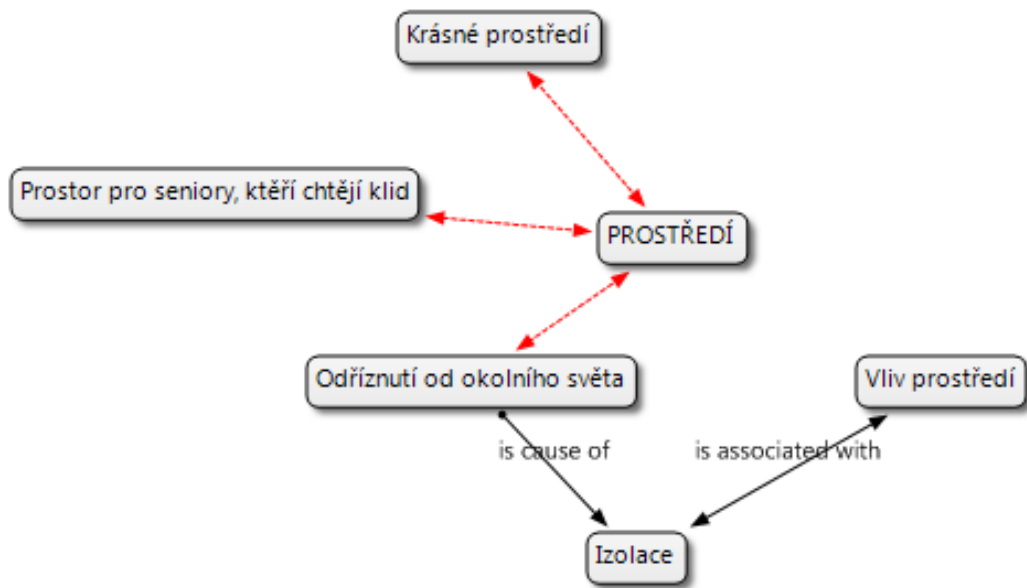 Krásné prostředí
Prostor pro seniory, ktěří chtějí klid
PROSTŘEDÍ
Odříznutí od okolního světa
Vliv prostředí
is cause of
is associated with
Izolace